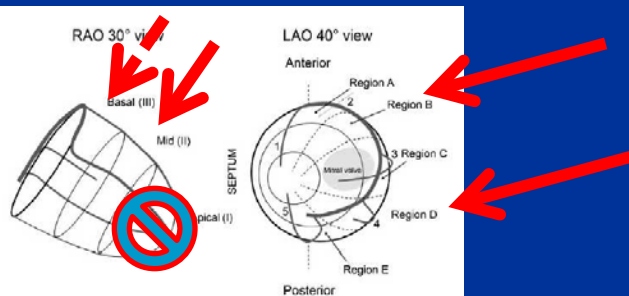 RAO 30° view
LAO 40° view
Anterior
Region A
Basal (III)
2
Region B
Mid (II)
1
3
Region C
SEPTUM
Mitral valve
5
pical (I)
Region D
4
Region E
Posterior